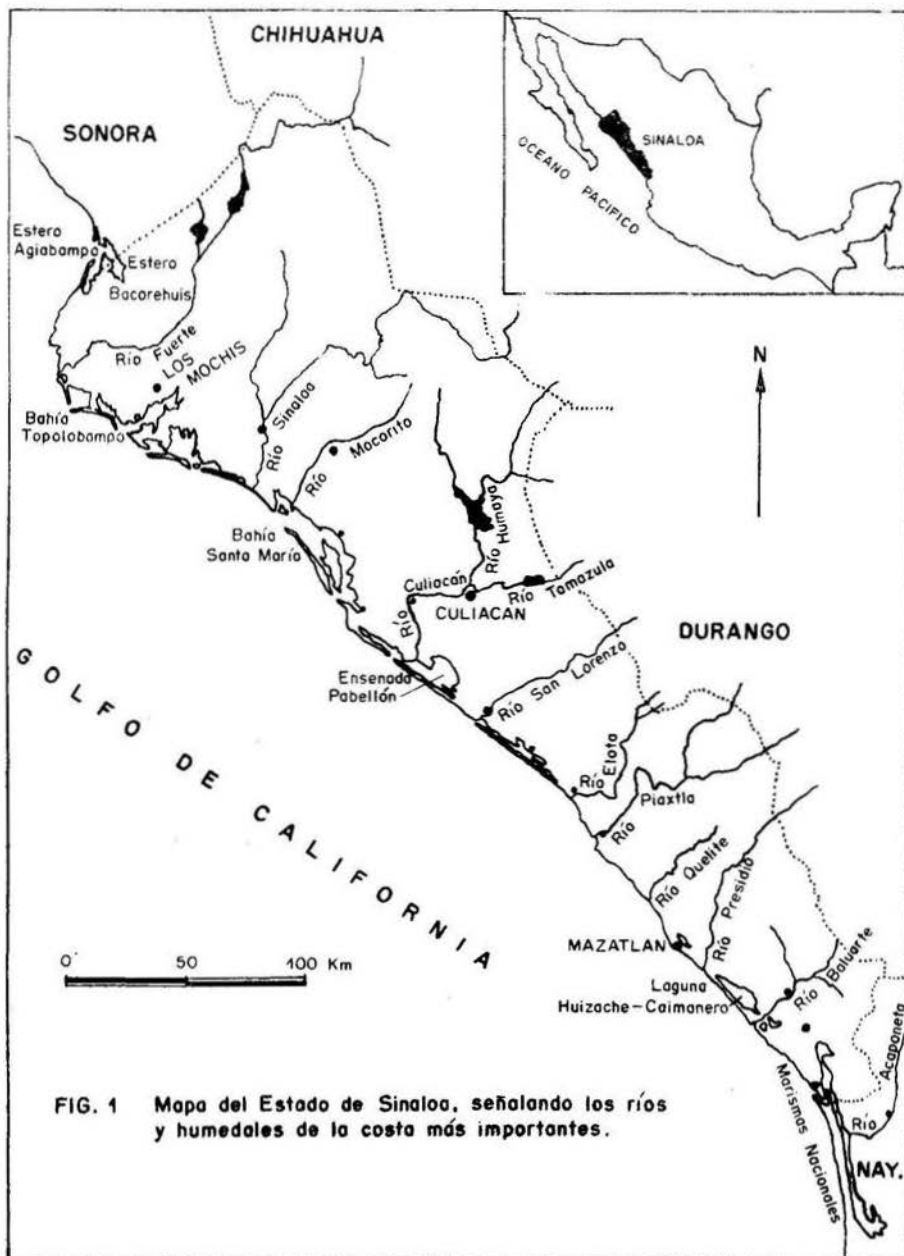 CHIHUAHUA
SONORA
SINALOA
OCEANO PACIFICO
Estero
Agiabampo
Estero
Bacorehuis
Río Fuerte
LOS
MOCHIS
Bahía
Topolobampo
Río Sinaloa
Río Mocorito
N
Bahía
Santa María
Río Humaya
Río Culiacán
CULIACAN
Río Tamazula
DURANGO
Ensenada
Pabellón
Río San Lorenzo
GOLFO DE CALIFORNIA
Río Elota
Río Piaxtla
Río Quelite
Río Presidio
MAZATLAN
0 50 100 Km
Laguna
Huizache-Caimanero
Río Baluarte
Río Acaponeta
Marismas Nacionales
NAY.
FIG. 1 Mapa del Estado de Sinaloa, señalando los ríos
y humedales de la costa más importantes.